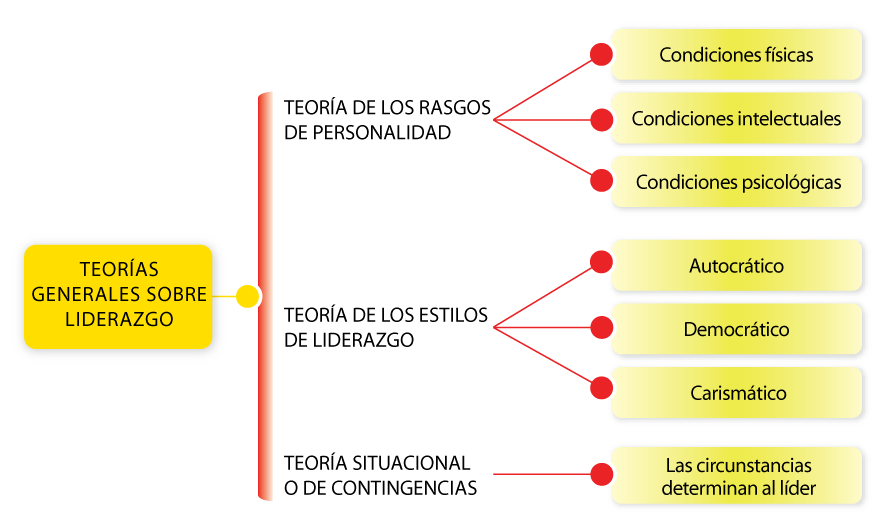 TEORÍAS
GENERALES SOBRE
LIDERAZGO
TEORÍA DE LOS RASGOS
DE PERSONALIDAD
Condiciones físicas
Condiciones intelectuales
Condiciones psicológicas
TEORÍA DE LOS ESTILOS
DE LIDERAZGO
Autocrático
Democrático
Carismático
TEORÍA SITUACIONAL
O DE CONTINGENCIAS
Las circunstancias
determinan al líder